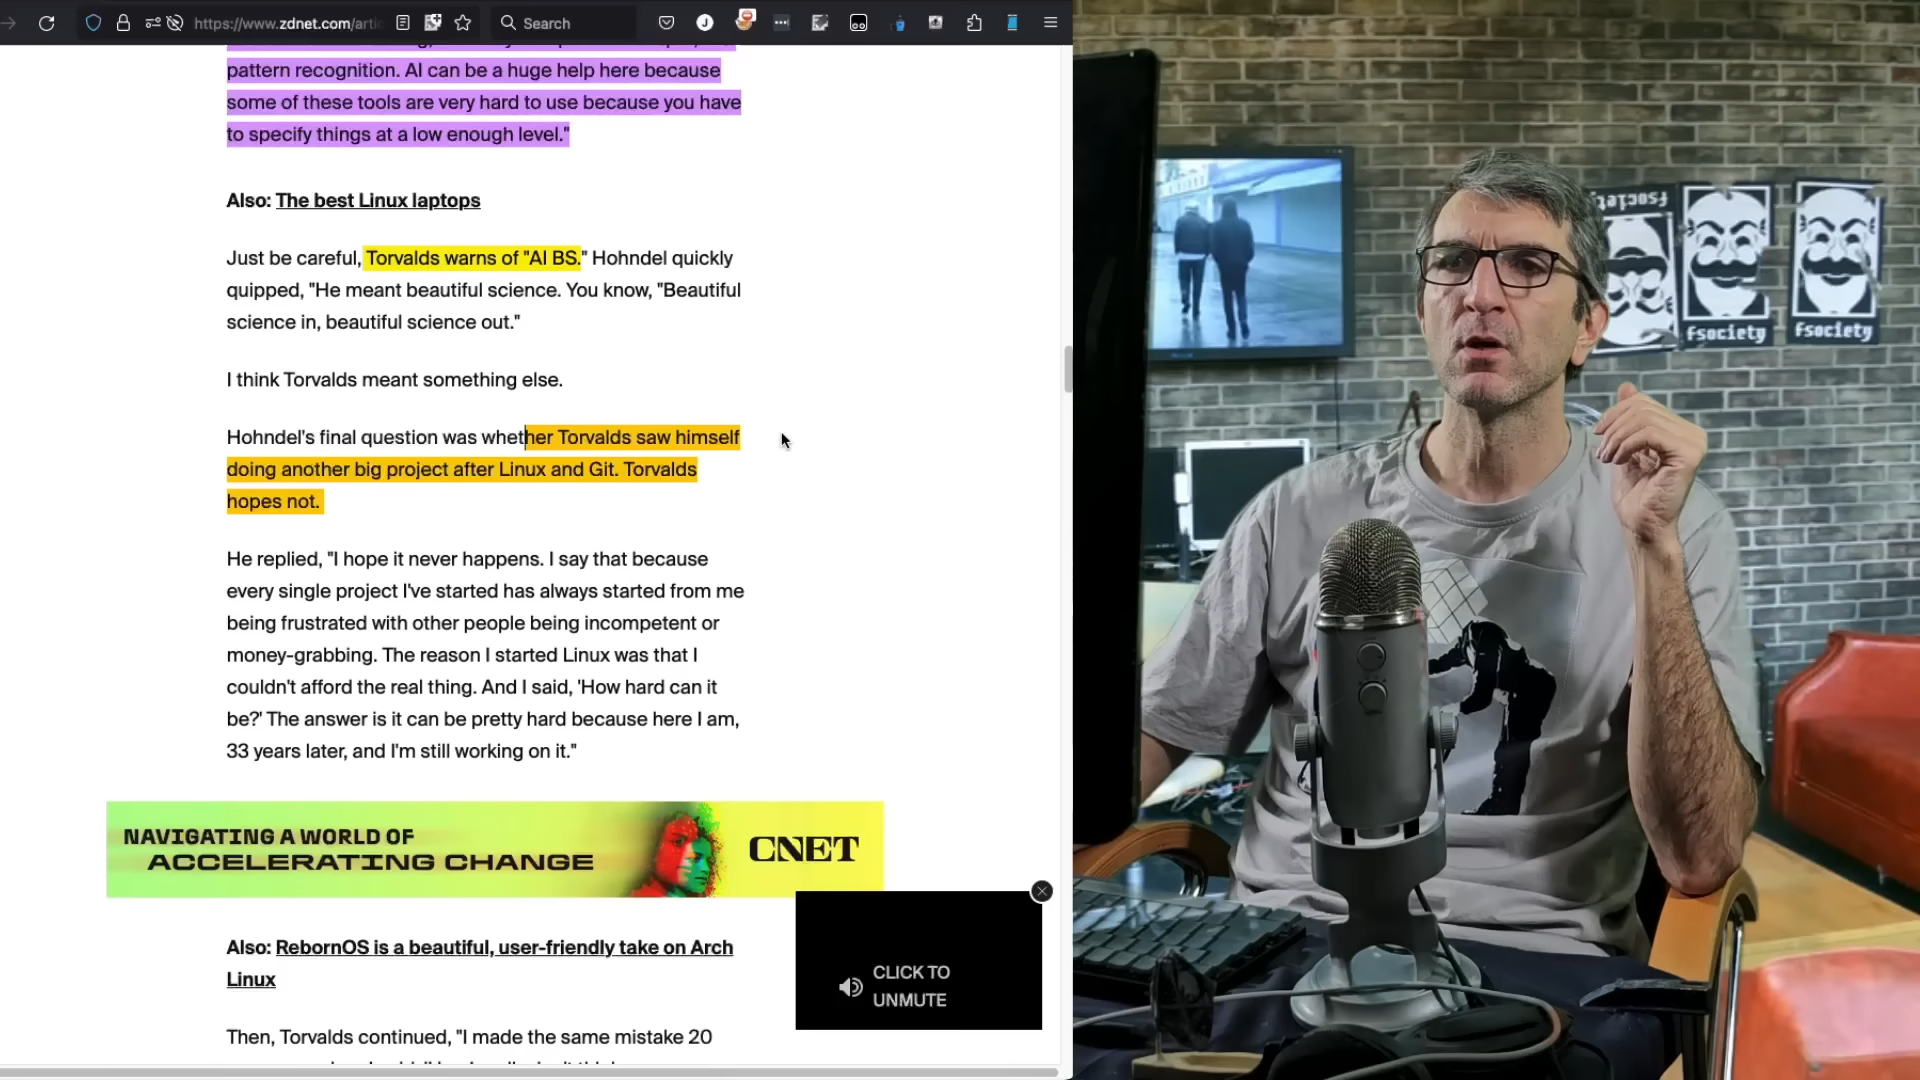 https://www.zdnet.com/artic
Search
J
pattern recognition. AI can be a huge help here because
some of these tools are very hard to use because you have
to specify things at a low enough level."
Also: The best Linux laptops
Just be careful, Torvalds warns of "AI BS." Hohndel quickly
quipped, "He meant beautiful science. You know, "Beautiful
science in, beautiful science out."
I think Torvalds meant something else.
Hohndel's final question was whether Torvalds saw himself
doing another big project after Linux and Git. Torvalds
hopes not.
He replied, "I hope it never happens. I say that because
every single project I've started has always started from me
being frustrated with other people being incompetent or
money-grabbing. The reason I started Linux was that I
couldn't afford the real thing. And I said, 'How hard can it
be?' The answer is it can be pretty hard because here I am,
33 years later, and I'm still working on it."
NAVIGATING A WORLD OF
ACCELERATING CHANGE
CNET
CLICK TO
UNMUTE
Also: RebornOS is a beautiful, user-friendly take on Arch
Linux
Then, Torvalds continued, "I made the same mistake 20
fsociety
fsociety
fsociety